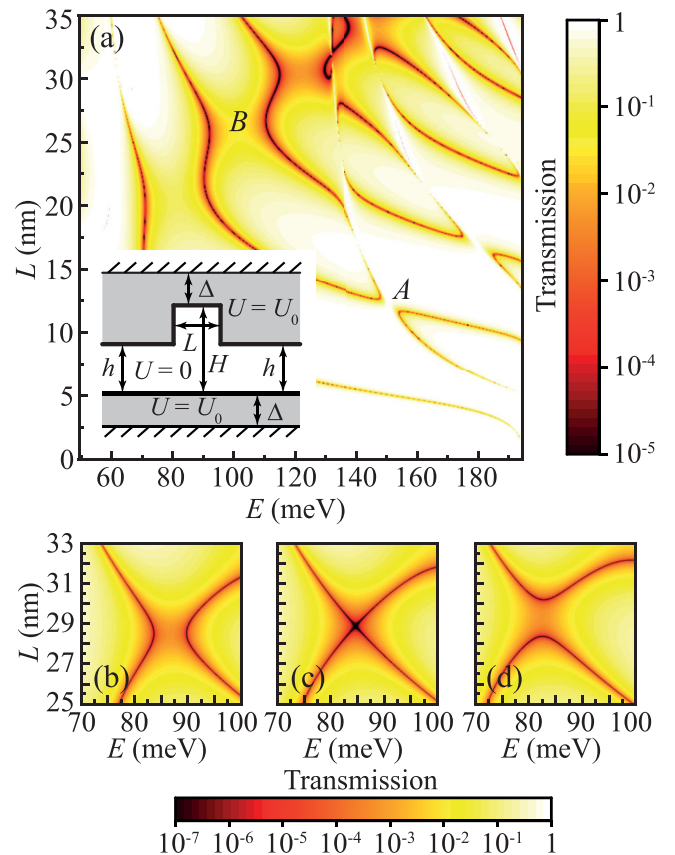 (a)
35
30
25
20
15
10
5
0
L (nm)
B
A
Δ
U = U0
L
H
h
U = 0
h
U = U0
Δ
60 80 100 120 140 160 180
E (meV)
1
10-1
10-2
10-3
10-4
10-5
Transmission
33
31
29
27
25
L (nm)
(b)
(c)
(d)
70 80 90 100
70 80 90 100
70 80 90 100
E (meV)
E (meV)
E (meV)
Transmission
10-7 10-6 10-5 10-4 10-3 10-2 10-1 1